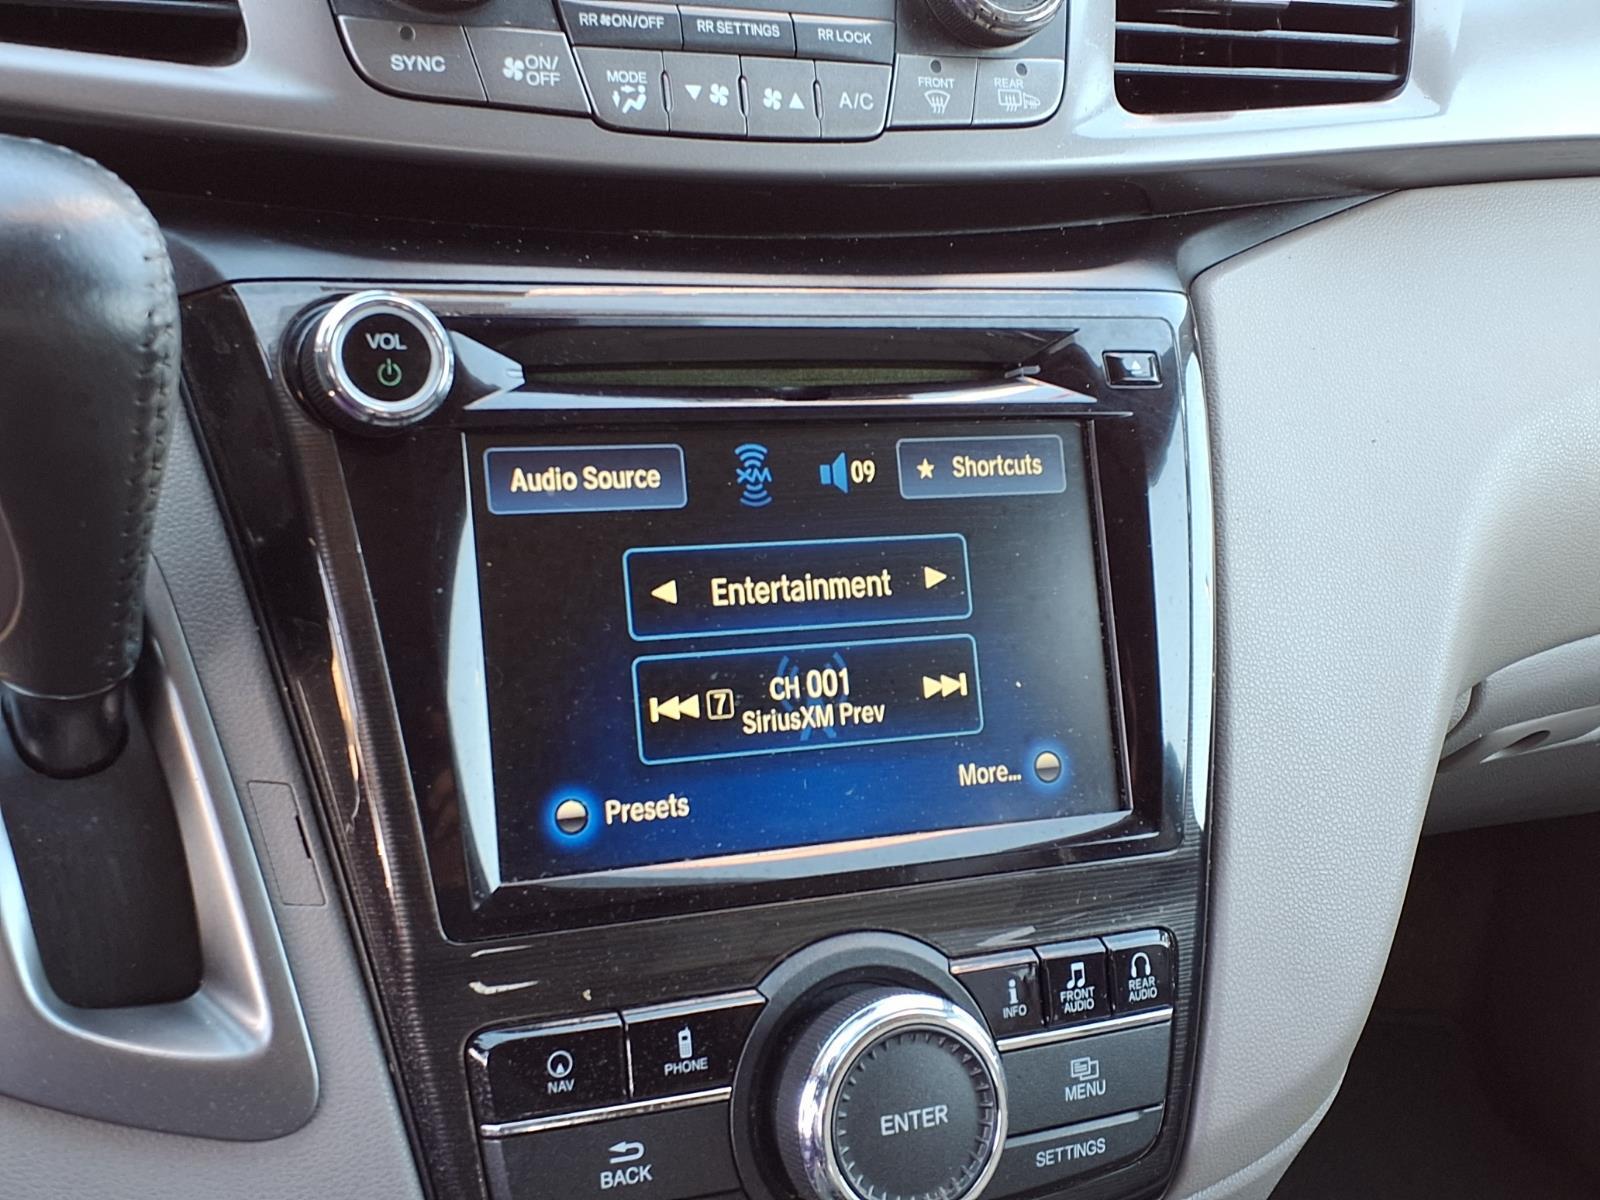 RR ON/OFF
RR SETTINGS
RR LOCK
SYNC
ON/
OFF
MODE
A/C
FRONT
REAR
VOL
Audio Source
XM
09
Shortcuts
Entertainment
7
CH 001
SiriusXM Prev
More...
Presets
NAV
PHONE
INFO
FRONT
AUDIO
REAR
AUDIO
BACK
ENTER
MENU
SETTINGS